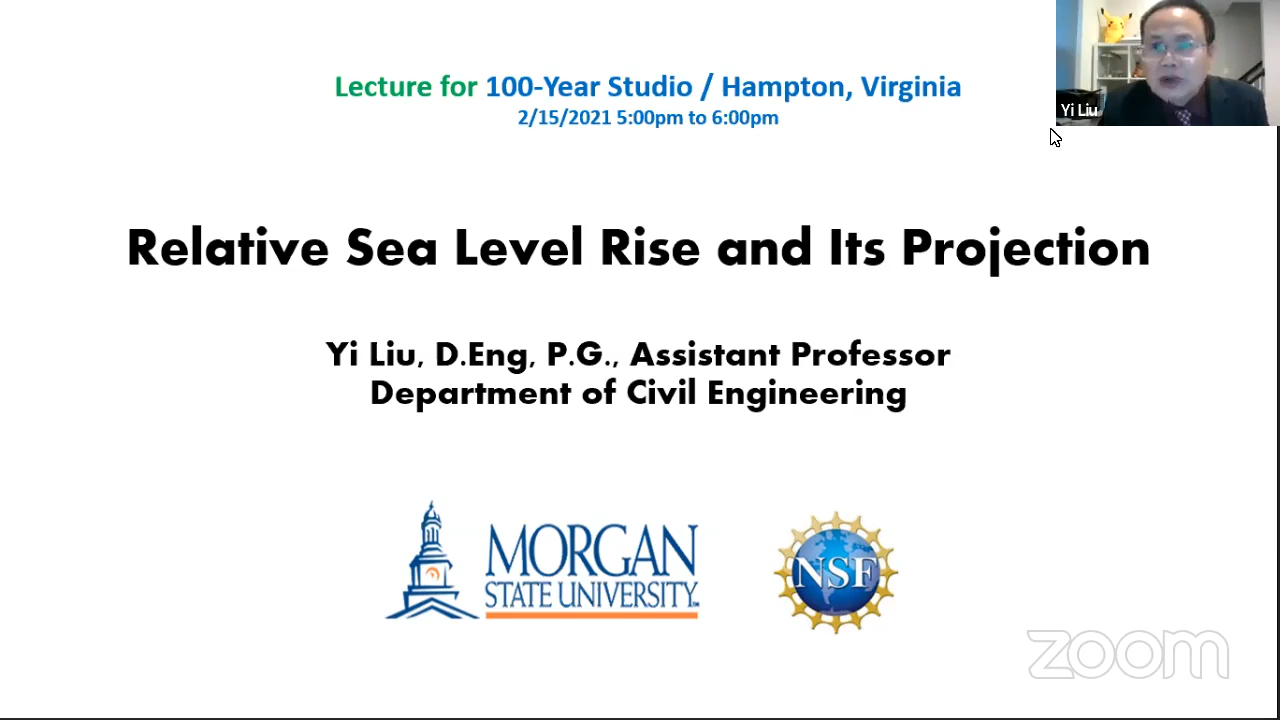 Lecture for 100-Year Studio / Hampton, Virginia
2/15/2021 5:00pm to 6:00pm
Yi Liu
Relative Sea Level Rise and Its Projection
Yi Liu, D.Eng, P.G., Assistant Professor
Department of Civil Engineering
MORGAN
STATE UNIVERSITY
NSF
zoom